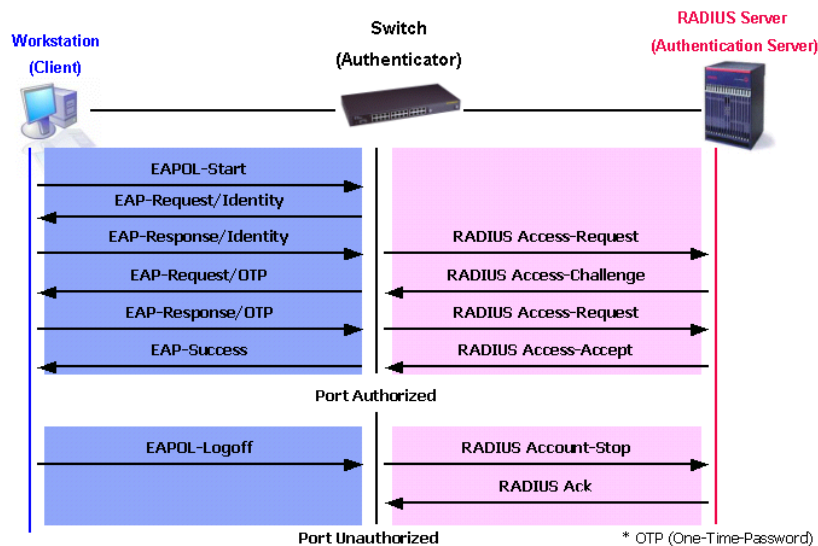 Workstation
(Client)
Switch
(Authenticator)
RADIUS Server
(Authentication Server)
EAPOL-Start
EAP-Request/Identity
EAP-Response/Identity
RADIUS Access-Request
EAP-Request/OTP
RADIUS Access-Challenge
EAP-Response/OTP
RADIUS Access-Request
EAP-Success
RADIUS Access-Accept
Port Authorized
EAPOL-Logoff
RADIUS Account-Stop
RADIUS Ack
Port Unauthorized
* OTP (One-Time-Password)